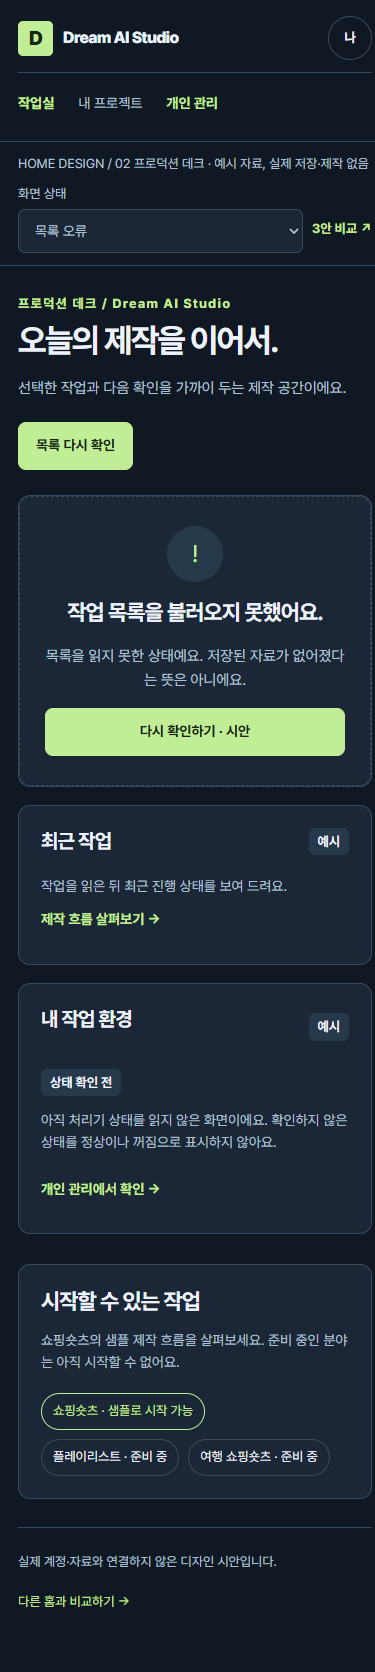 D Dream AI Studio 나
작업실 내 프로젝트 개인 관리
HOME DESIGN / 02 프로덕션 데크 · 예시 자료, 실제 저장·제작 없음
화면 상태
목록 오류 3안 비교 ↗
프로덕션 데크 / Dream AI Studio
오늘의 제작을 이어서.
선택한 작업과 다음 확인을 가까이 두는 제작 공간이에요.
목록 다시 확인
!
작업 목록을 불러오지 못했어요.
목록을 읽지 못한 상태예요. 저장된 자료가 없어졌다
는 뜻은 아니에요.
다시 확인하기 · 시안
최근 작업 예시
작업을 읽은 뒤 최근 진행 상태를 보여 드려요.
제작 흐름 살펴보기 →
내 작업 환경 예시
상태 확인 전
아직 처리기 상태를 읽지 않은 화면이에요. 확인하지 않은
상태를 정상이나 꺼짐으로 표시하지 않아요.
개인 관리에서 확인 →
시작할 수 있는 작업
쇼핑숏츠의 샘플 제작 흐름을 살펴보세요. 준비 중인 분야
는 아직 시작할 수 없어요.
쇼핑숏츠 · 샘플로 시작 가능
플레이리스트 · 준비 중 여행 쇼핑숏츠 · 준비 중
실제 계정·자료와 연결하지 않은 디자인 시안입니다.
다른 홈과 비교하기 →